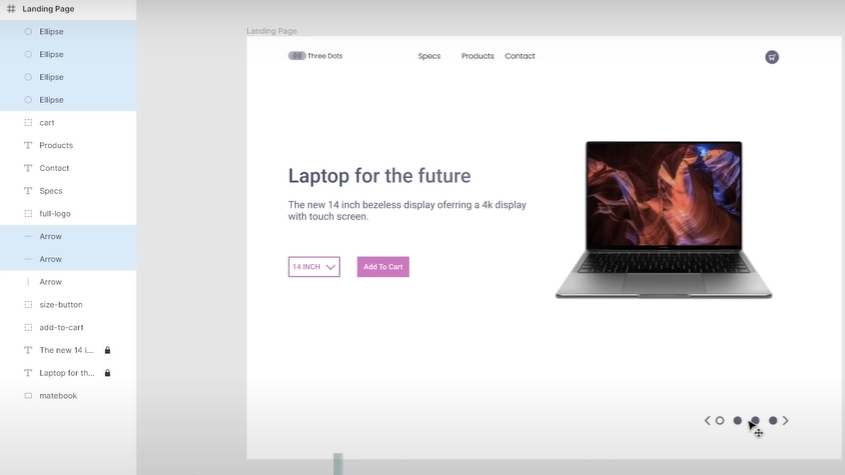 Landing Page
Ellipse
Ellipse
Ellipse
Ellipse
cart
Products
Contact
Specs
full-logo
Arrow
Arrow
Arrow
size-button
add-to-cart
The new 14 i...
Laptop for th...
matebook
Landing Page
Three Dots
Specs
Products
Contact
Laptop for the future
The new 14 inch bezeless display oferring a 4k display
with touch screen.
14 INCH
Add To Cart